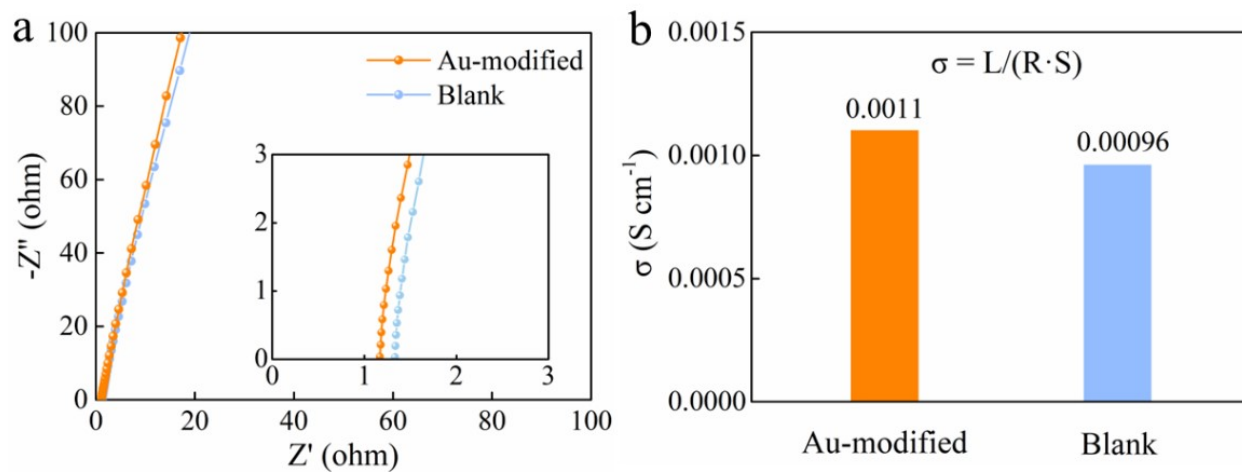 a
100
80
60
40
20
0
-Z" (ohm)
Au-modified
Blank
3
2
1
0
0 1 2 3
0 20 40 60 80 100
Z' (ohm)
b
0.0015
0.0010
0.0005
0.0000
σ (S cm⁻¹)
σ = L/(R·S)
0.0011
0.00096
Au-modified Blank